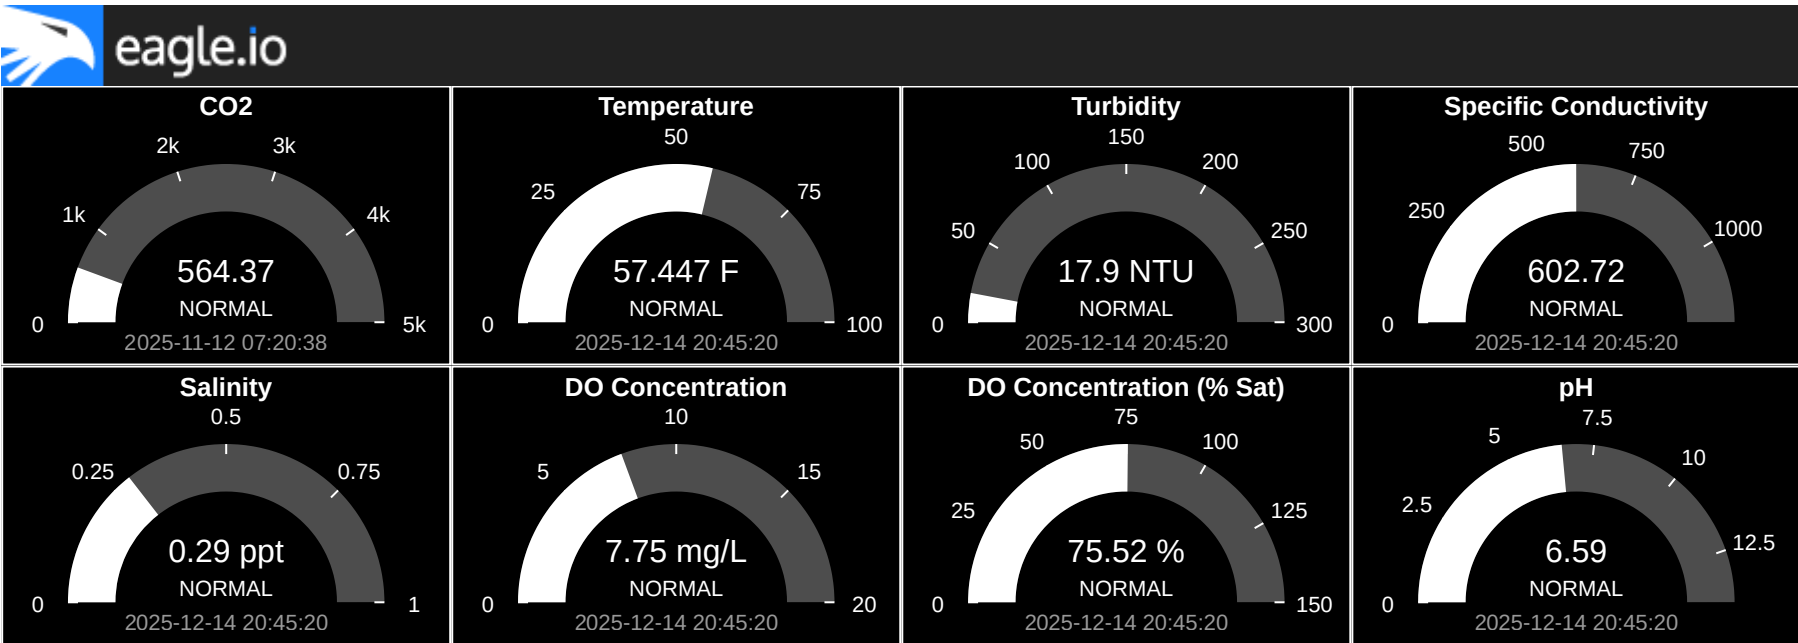 eagle.io
CO2
0
1k
2k
3k
4k
5k
564.37
NORMAL
2025-11-12 07:20:38
Temperature
0
25
50
75
100
57.447 F
NORMAL
2025-12-14 20:45:20
Turbidity
0
50
100
150
200
250
300
17.9 NTU
NORMAL
2025-12-14 20:45:20
Specific Conductivity
0
250
500
750
1000
602.72
NORMAL
2025-12-14 20:45:20
Salinity
0
0.25
0.5
0.75
1
0.29 ppt
NORMAL
2025-12-14 20:45:20
DO Concentration
0
5
10
15
20
7.75 mg/L
NORMAL
2025-12-14 20:45:20
DO Concentration (% Sat)
0
25
50
75
100
125
150
75.52 %
NORMAL
2025-12-14 20:45:20
pH
0
2.5
5
7.5
10
12.5
6.59
NORMAL
2025-12-14 20:45:20